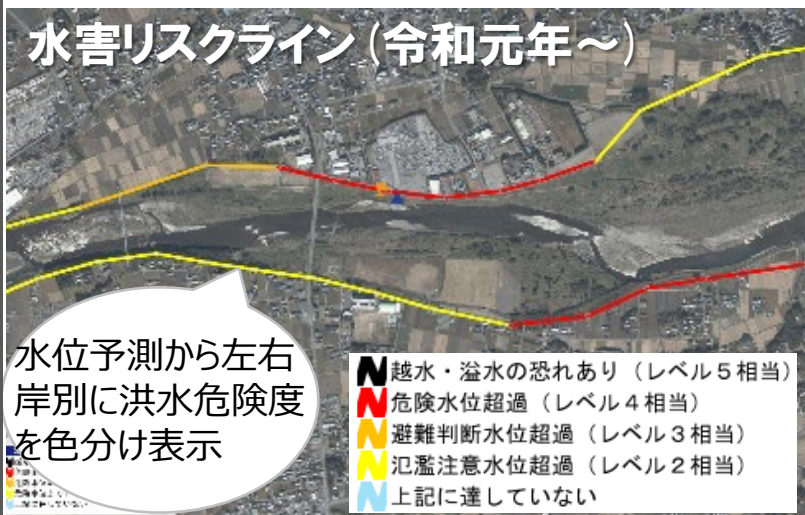 水害リスクライン（令和元年～）
水位予測から左右
岸別に洪水危険度
を色分け表示
越水・溢水の恐れあり（レベル５相当）
危険水位超過（レベル４相当）
避難判断水位超過（レベル３相当）
氾濫注意水位超過（レベル２相当）
上記に達していない